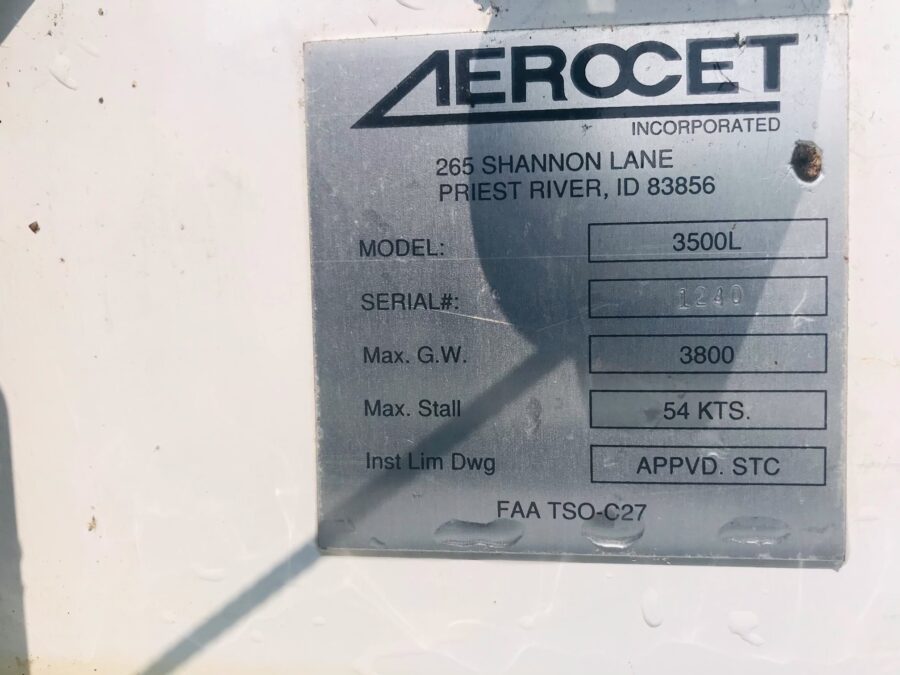 AEROCET
INCORPORATED
265 SHANNON LANE
PRIEST RIVER, ID 83856
MODEL: 3500L
SERIAL#: 1240
Max. G.W. 3800
Max. Stall 54 KTS.
Inst Lim Dwg APPVD. STC
FAA TSO-C27